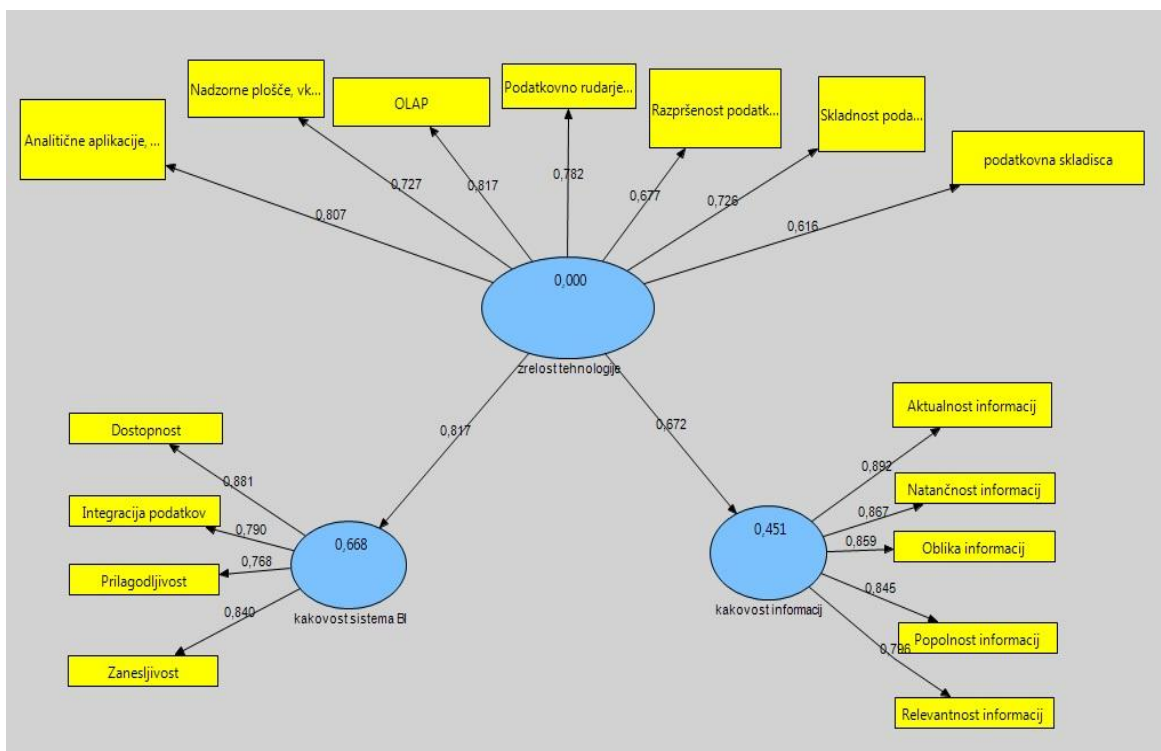 Analitične aplikacije, ...
Nadzorne plošče, vk...
OLAP
Podatkovno rudarje...
Razpršenost podatk...
Skladnost poda...
podatkovna skladisca
0,807
0,727
0,817
0,782
0,677
0,726
0,616
0,000
zrelost tehnologije
0,817
0,672
Dostopnost
Integracija podatkov
Prilagodljivost
Zanesljivost
0,881
0,790
0,768
0,840
0,668
kakovost sistema BI
0,451
kakovost informacij
0,892
0,867
0,859
0,845
0,796
Aktualnost informacij
Natančnost informacij
Oblika informacij
Popolnost informacij
Relevantnost informacij